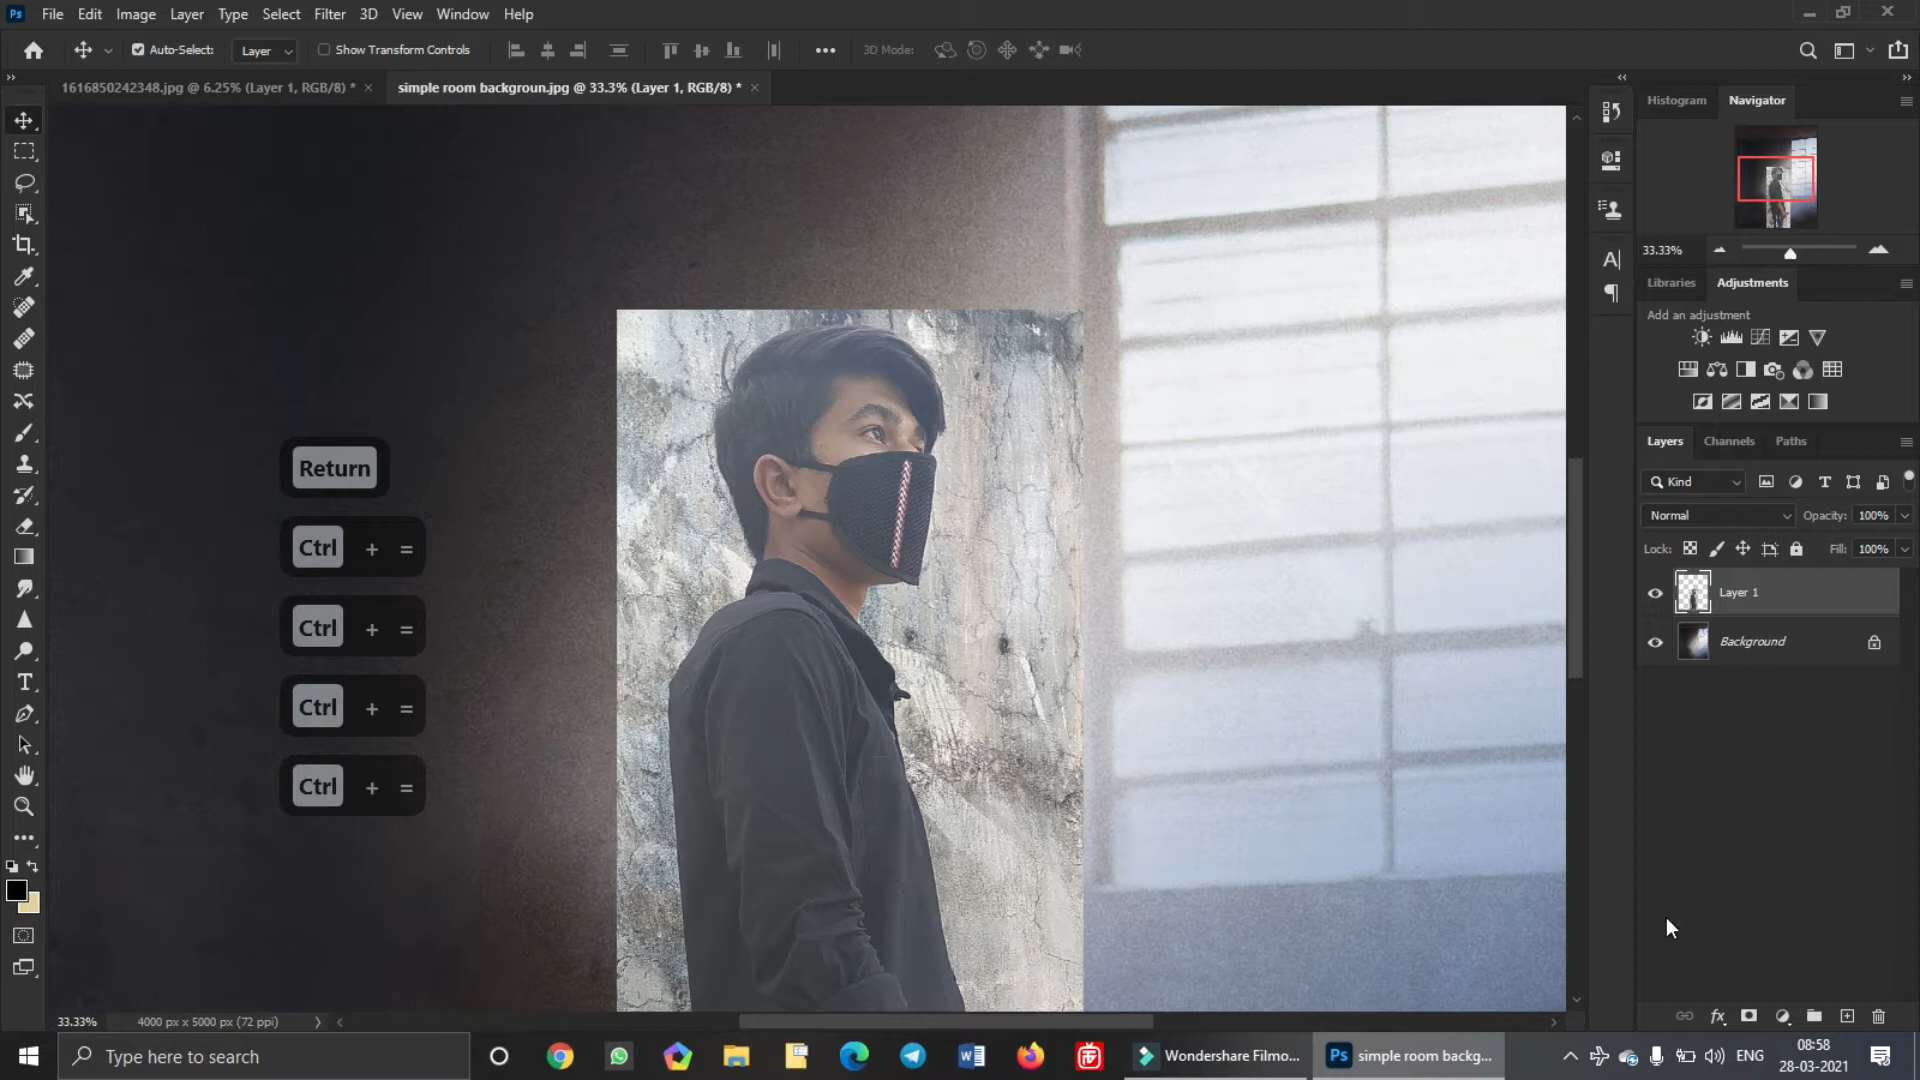 Ps File Edit Image Layer Type Select Filter 3D View Window Help
Auto-Select: Layer Show Transform Controls 3D Mode:
1616850242348.jpg @ 6.25% (Layer 1, RGB/8) * × simple room backgroun.jpg @ 33.3% (Layer 1, RGB/8) * ×
Histogram Navigator
33.33%
Libraries Adjustments
Add an adjustment
Layers Channels Paths
Kind
Normal Opacity: 100%
Lock: Fill: 100%
Layer 1
Background
Return
Ctrl + =
Ctrl + =
Ctrl + =
Ctrl + =
33.33% 4000 px x 5000 px (72 ppi)
Type here to search
Wondershare Filmo...
Ps simple room backg...
ENG
08:58
28-03-2021